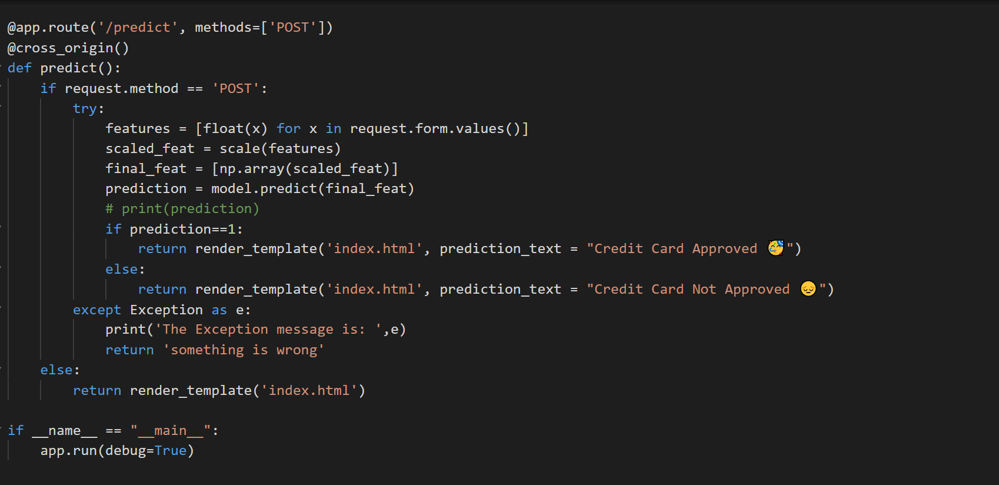 @app.route('/predict', methods=['POST'])
@cross_origin()
def predict():
    if request.method == 'POST':
        try:
            features = [float(x) for x in request.form.values()]
            scaled_feat = scale(features)
            final_feat = [np.array(scaled_feat)]
            prediction = model.predict(final_feat)
            # print(prediction)
            if prediction==1:
                return render_template('index.html', prediction_text = "Credit Card Approved 🥳")
            else:
                return render_template('index.html', prediction_text = "Credit Card Not Approved 😔")
        except Exception as e:
            print('The Exception message is: ',e)
            return 'something is wrong'
    else:
        return render_template('index.html')
if __name__ == "__main__":
    app.run(debug=True)